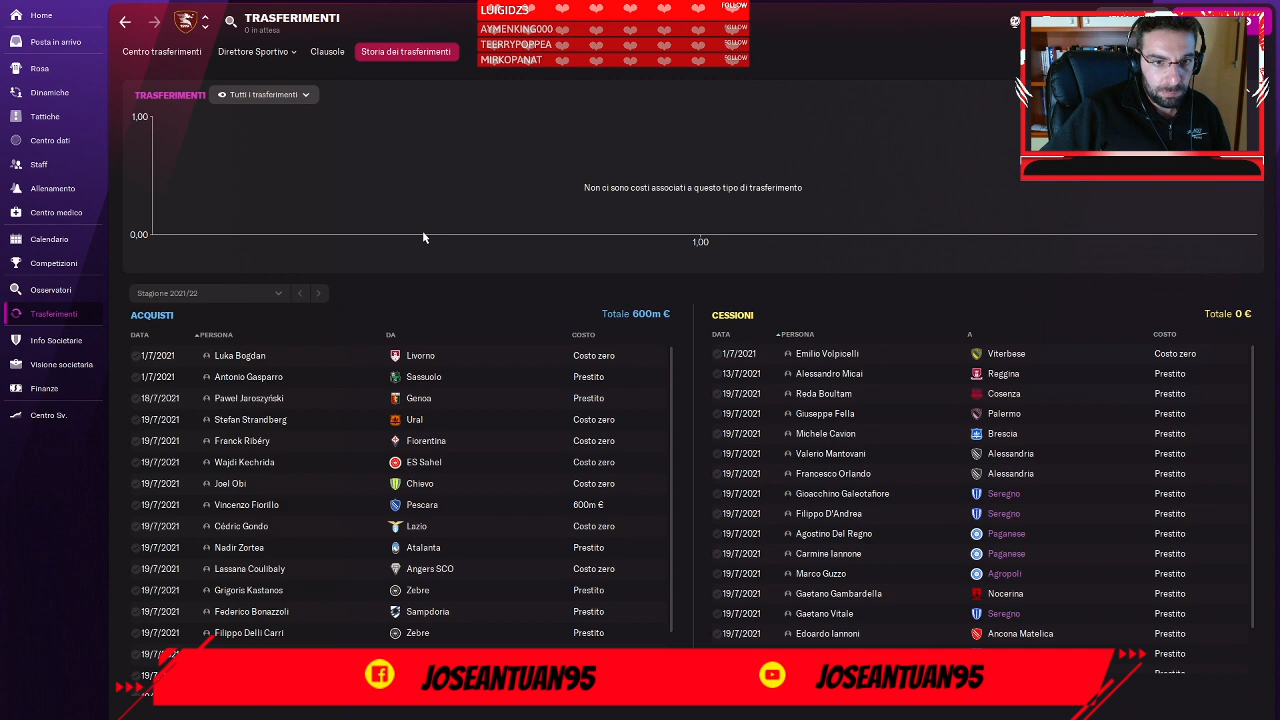 Home
Posta in arrivo
Rosa
Dinamiche
Tattiche
Centro dati
Staff
Allenamento
Centro medico
Calendario
Competizioni
Osservatori
Trasferimenti
Info Societarie
Visione societaria
Finanze
Centro Sv.
TRASFERIMENTI
0 in attesa
LUIGIDZ3 FOLLOW
AYMENKING000 FOLLOW
TEERRYPOPPEA FOLLOW
MIRKOPANAT FOLLOW
Centro trasferimenti Direttore Sportivo Clausole Storia dei trasferimenti
TRASFERIMENTI Tutti i trasferimenti
1,00
Non ci sono costi associati a questo tipo di trasferimento
0,00
1,00
Stagione 2021/22
ACQUISTI Totale 600m €
DATA PERSONA DA COSTO
1/7/2021 Luka Bogdan Livorno Costo zero
1/7/2021 Antonio Gasparro Sassuolo Prestito
18/7/2021 Paweł Jaroszyński Genoa Prestito
19/7/2021 Stefan Strandberg Ural Costo zero
19/7/2021 Franck Ribéry Fiorentina Costo zero
19/7/2021 Wajdi Kechrida ES Sahel Costo zero
19/7/2021 Joel Obi Chievo Costo zero
19/7/2021 Vincenzo Fiorillo Pescara 600m €
19/7/2021 Cédric Gondo Lazio Costo zero
19/7/2021 Nadir Zortea Atalanta Prestito
19/7/2021 Lassana Coulibaly Angers SCO Costo zero
19/7/2021 Grigoris Kastanos Zebre Prestito
19/7/2021 Federico Bonazzoli Sampdoria Prestito
19/7/2021 Filippo Delli Carri Zebre Prestito
CESSIONI Totale 0 €
DATA PERSONA A COSTO
1/7/2021 Emilio Volpicelli Viterbese Costo zero
13/7/2021 Alessandro Micai Reggina Prestito
19/7/2021 Reda Boultam Cosenza Prestito
19/7/2021 Giuseppe Fella Palermo Prestito
19/7/2021 Michele Cavion Brescia Prestito
19/7/2021 Valerio Mantovani Alessandria Prestito
19/7/2021 Francesco Orlando Alessandria Prestito
19/7/2021 Gioacchino Galeotafiore Seregno Prestito
19/7/2021 Filippo D'Andrea Seregno Prestito
19/7/2021 Agostino Del Regno Paganese Prestito
19/7/2021 Carmine Iannone Paganese Prestito
19/7/2021 Marco Guzzo Agropoli Prestito
19/7/2021 Gaetano Gambardella Nocerina Prestito
19/7/2021 Gaetano Vitale Seregno Prestito
19/7/2021 Edoardo Iannoni Ancona Matelica Prestito
Prestito
JOSEANTUAN95 JOSEANTUAN95